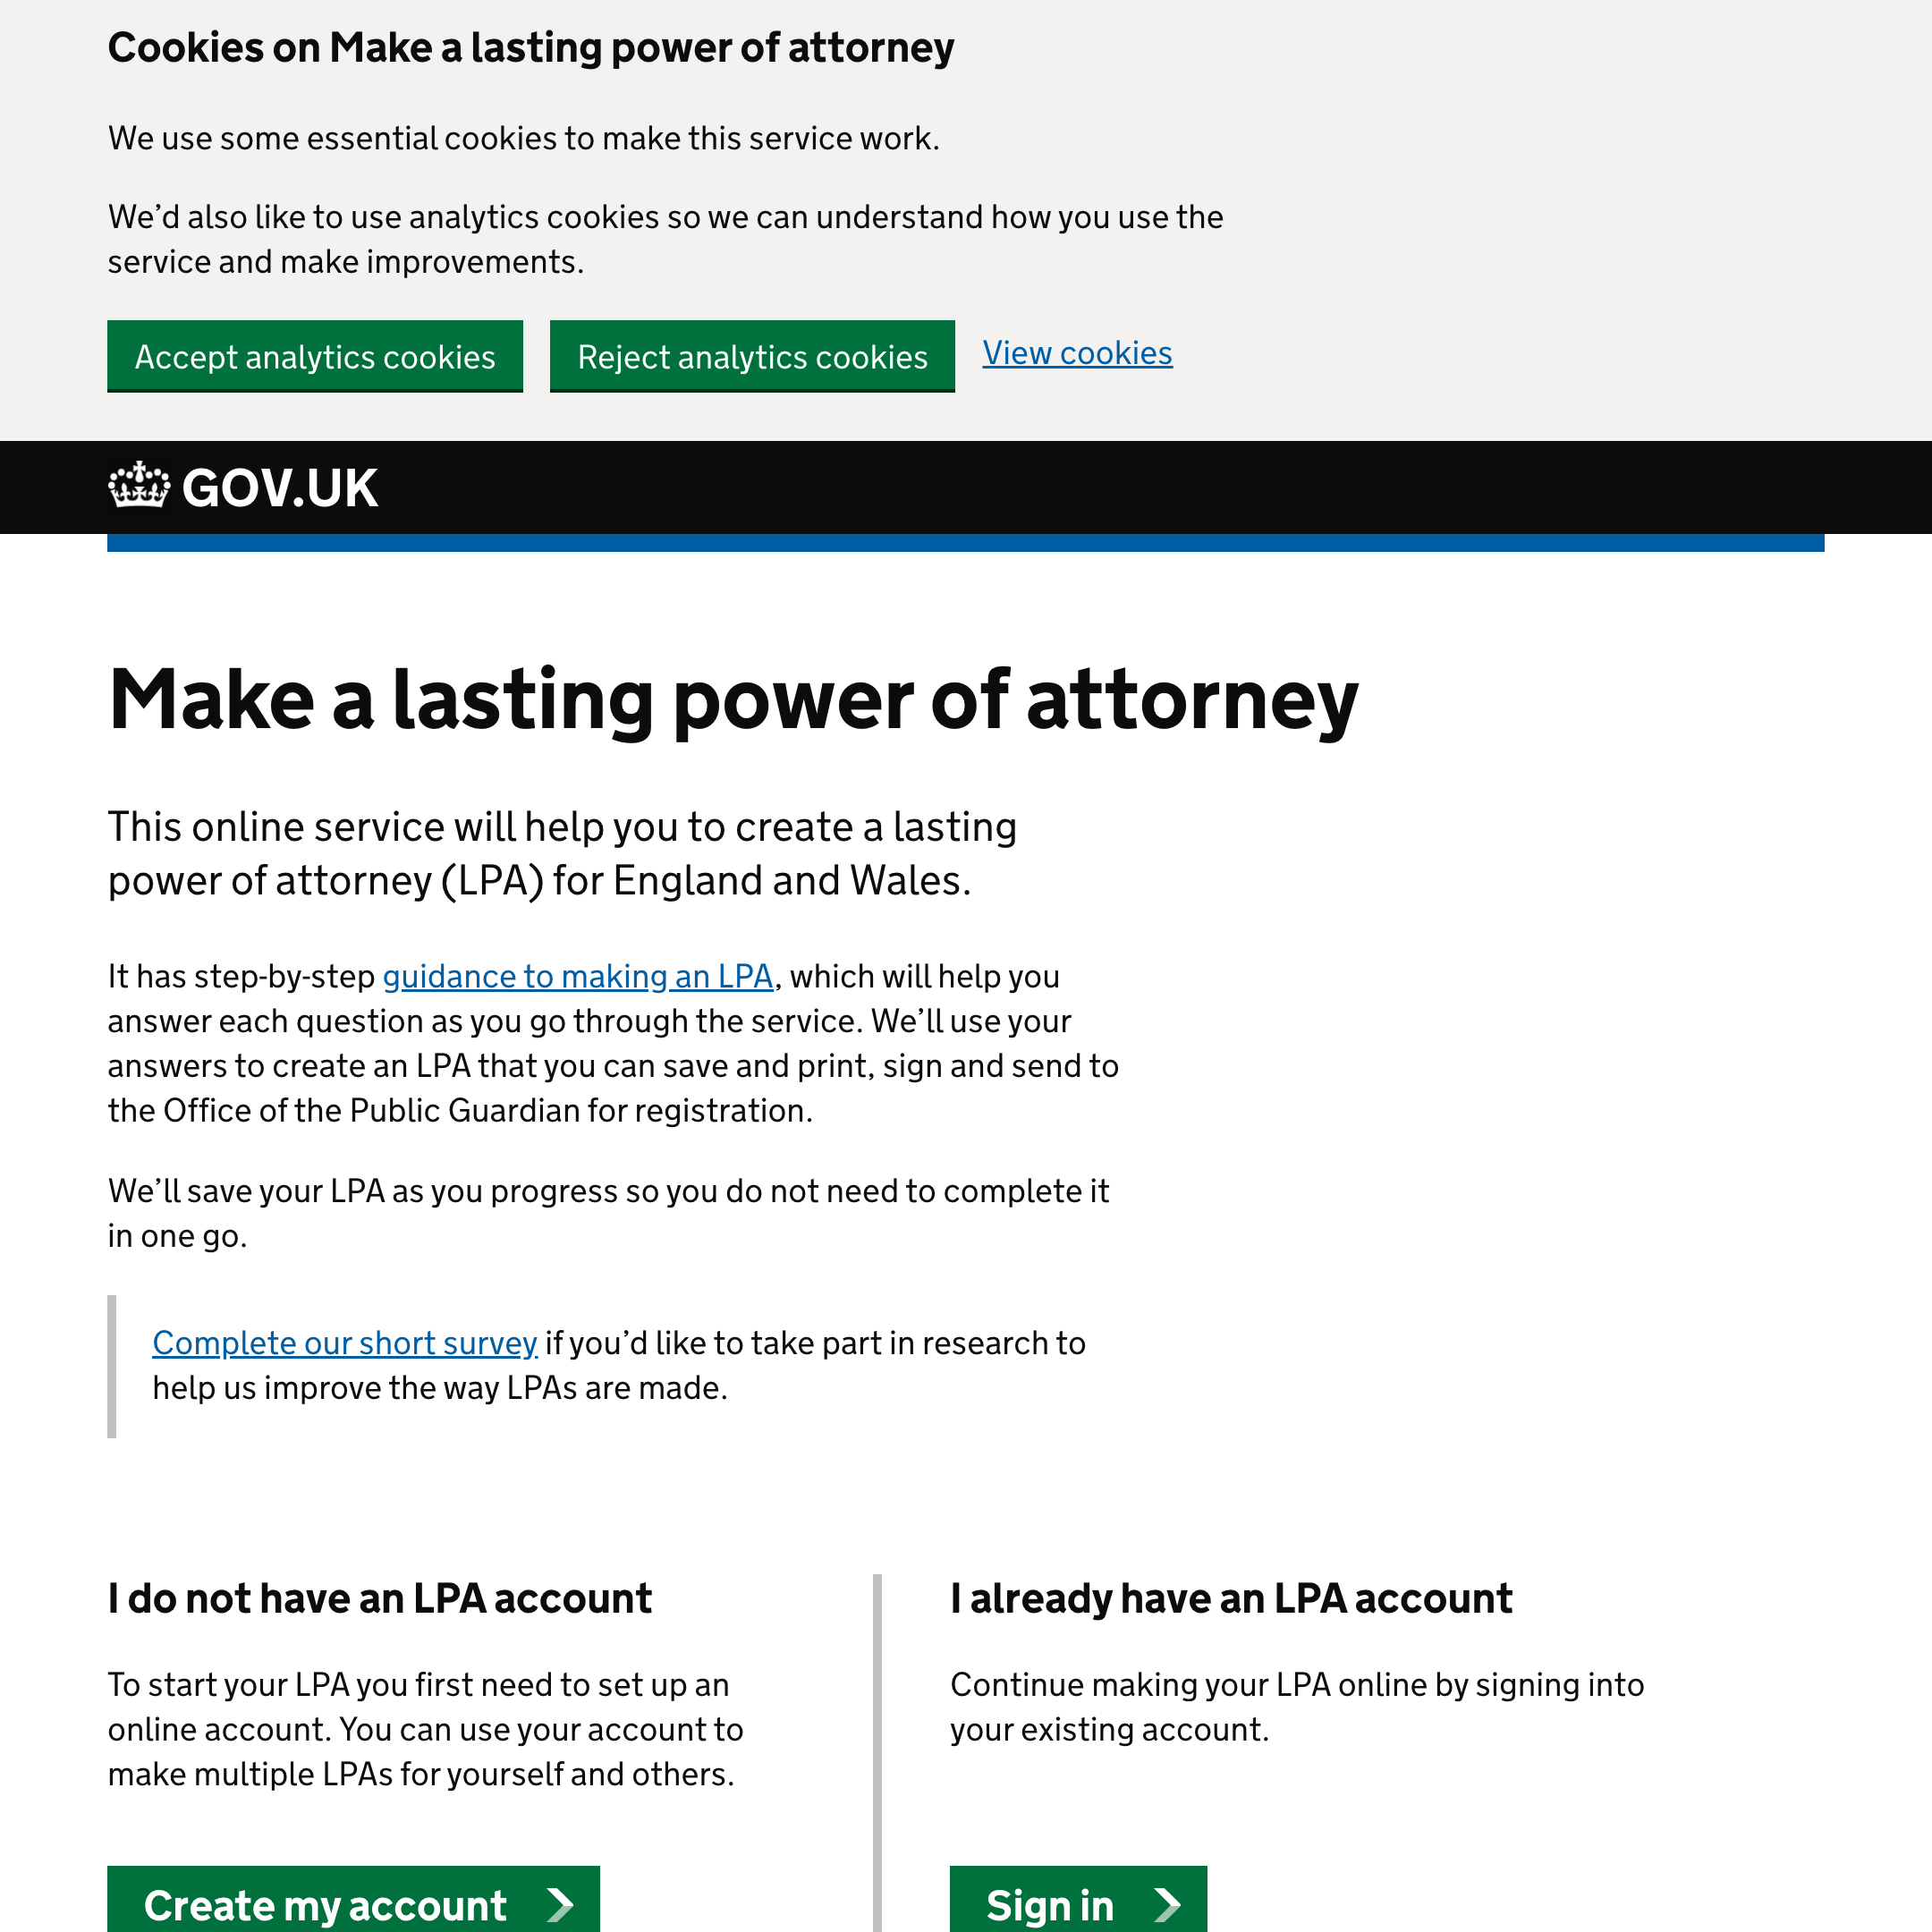 Cookies on Make a lasting power of attorney
We use some essential cookies to make this service work.
We’d also like to use analytics cookies so we can understand how you use the
service and make improvements.
Accept analytics cookies
Reject analytics cookies
View cookies
GOV.UK
Make a lasting power of attorney
This online service will help you to create a lasting
power of attorney (LPA) for England and Wales.
It has step-by-step guidance to making an LPA, which will help you
answer each question as you go through the service. We’ll use your
answers to create an LPA that you can save and print, sign and send to
the Office of the Public Guardian for registration.
We’ll save your LPA as you progress so you do not need to complete it
in one go.
Complete our short survey if you’d like to take part in research to
help us improve the way LPAs are made.
I do not have an LPA account
To start your LPA you first need to set up an
online account. You can use your account to
make multiple LPAs for yourself and others.
Create my account
I already have an LPA account
Continue making your LPA online by signing into
your existing account.
Sign in